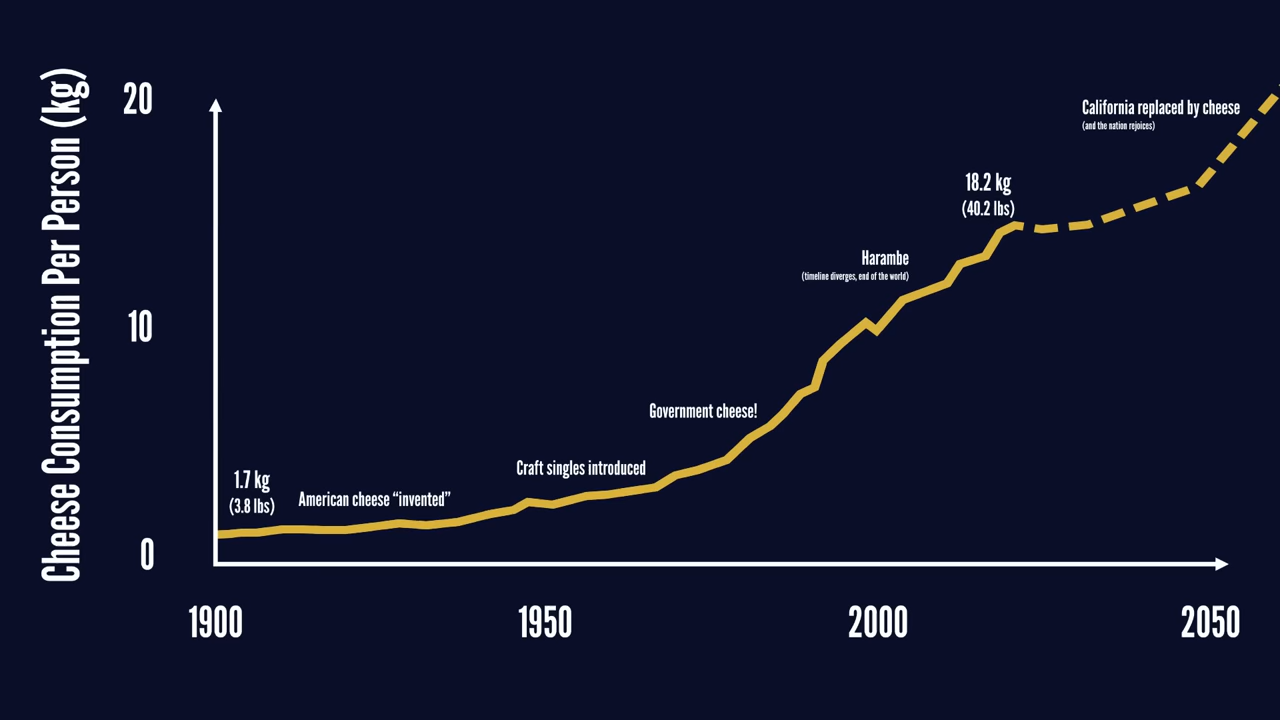 Cheese Consumption Per Person (kg)
20
10
0
1.7 kg
(3.8 lbs)
American cheese “invented”
Craft singles introduced
Government cheese!
Harambe
(timeline diverges, end of the world)
18.2 kg
(40.2 lbs)
California replaced by cheese
(and the nation rejoices)
1900
1950
2000
2050